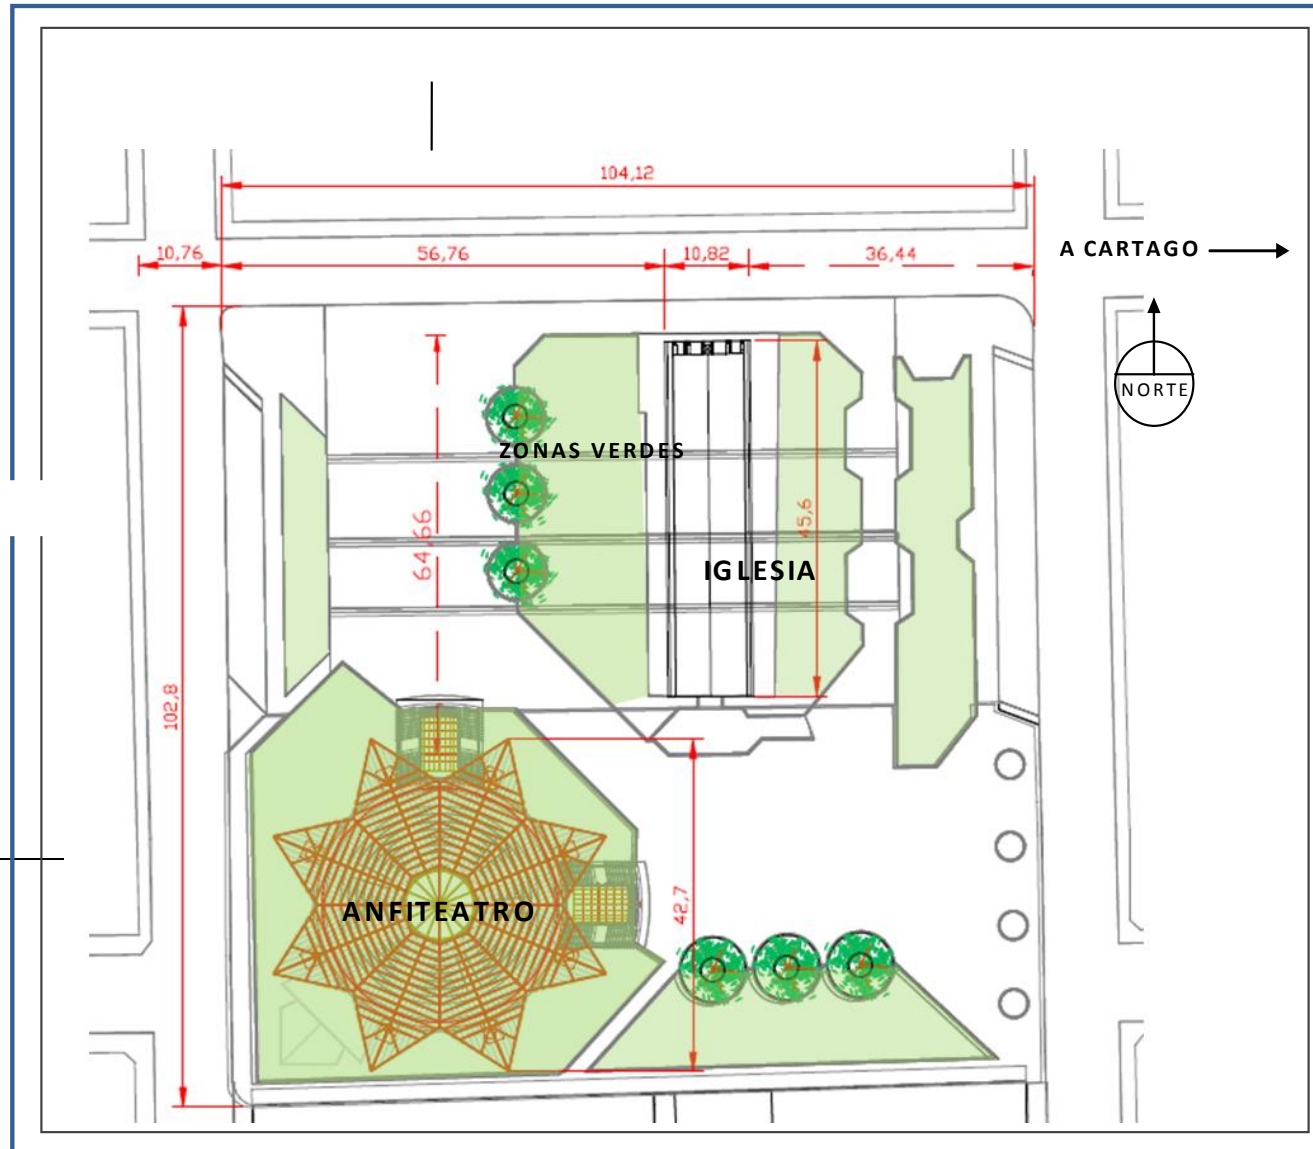 104,12
10,76 56,76 10,82 36,44
A CARTAGO
NORTE
ZONAS VERDES
64,66
45,6
IGLESIA
102,8
42,7
ANFITEATRO